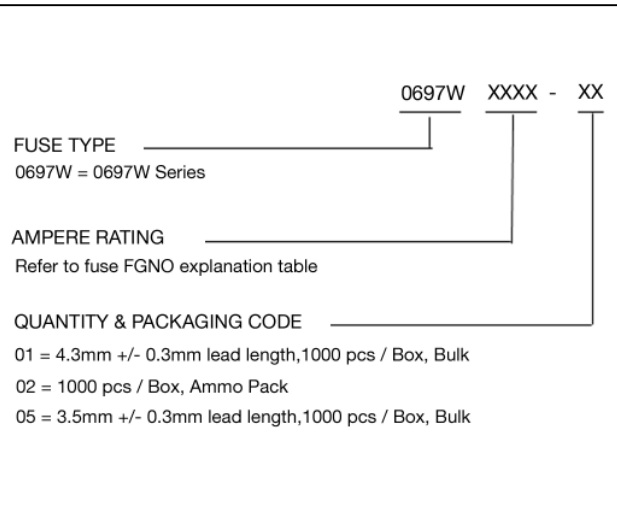 0697W XXXX - XX
FUSE TYPE
0697W = 0697W Series
AMPERE RATING
Refer to fuse FGNO explanation table
QUANTITY & PACKAGING CODE
01 = 4.3mm +/- 0.3mm lead length,1000 pcs / Box, Bulk
02 = 1000 pcs / Box, Ammo Pack
05 = 3.5mm +/- 0.3mm lead length,1000 pcs / Box, Bulk